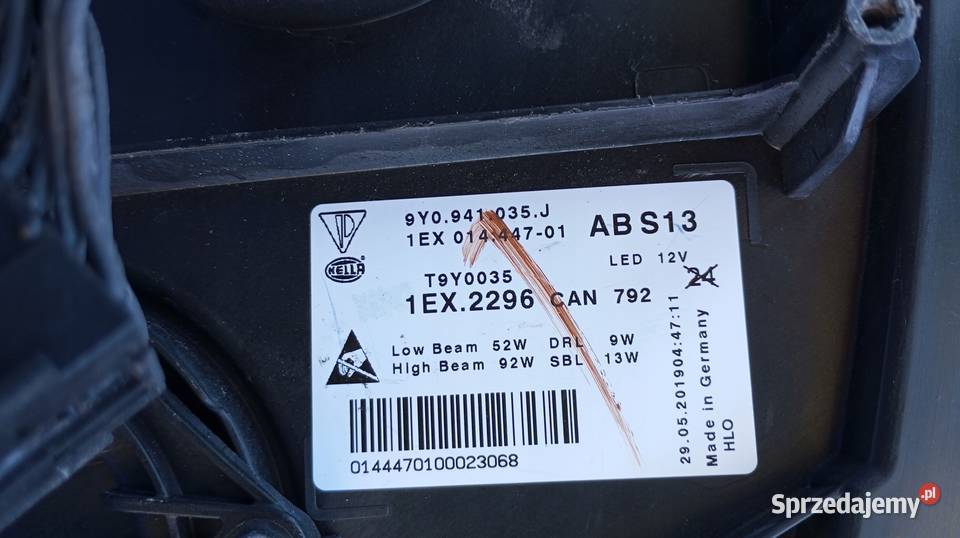 9Y0.941.035.J
1EX 014.447-01
ABS13
HELLA
LED 12V
24
T9Y0035
1EX.2296 CAN 792
Low Beam 52W DRL 9W
High Beam 92W SBL 13W
0144470100023068
29.05.201904:47:11
Made in Germany
HLO
Sprzedajemy.pl